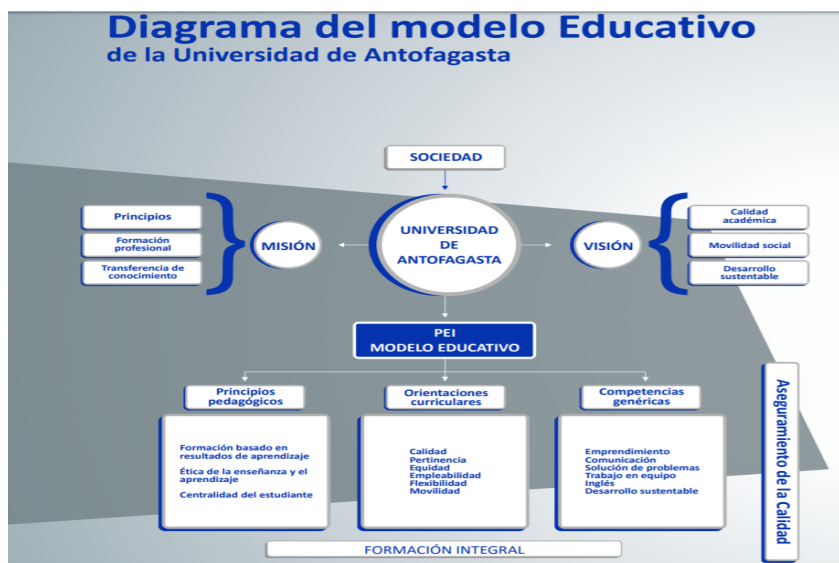 Diagrama del modelo Educativo
de la Universidad de Antofagasta
SOCIEDAD
Principios
Formación
profesional
Transferencia de
conocimiento
MISIÓN
UNIVERSIDAD
DE
ANTOFAGASTA
VISIÓN
Calidad
académica
Movilidad social
Desarrollo
sustentable
PEI
MODELO EDUCATIVO
Principios
pedagógicos
Formación basado en
resultados de aprendizaje
Ética de la enseñanza y el
aprendizaje
Centralidad del estudiante
Orientaciones
curriculares
Calidad
Pertinencia
Equidad
Empleabilidad
Flexibilidad
Movilidad
Competencias
genéricas
Emprendimiento
Comunicación
Solución de problemas
Trabajo en equipo
Inglés
Desarrollo sustentable
Aseguramiento de la Calidad
FORMACIÓN INTEGRAL